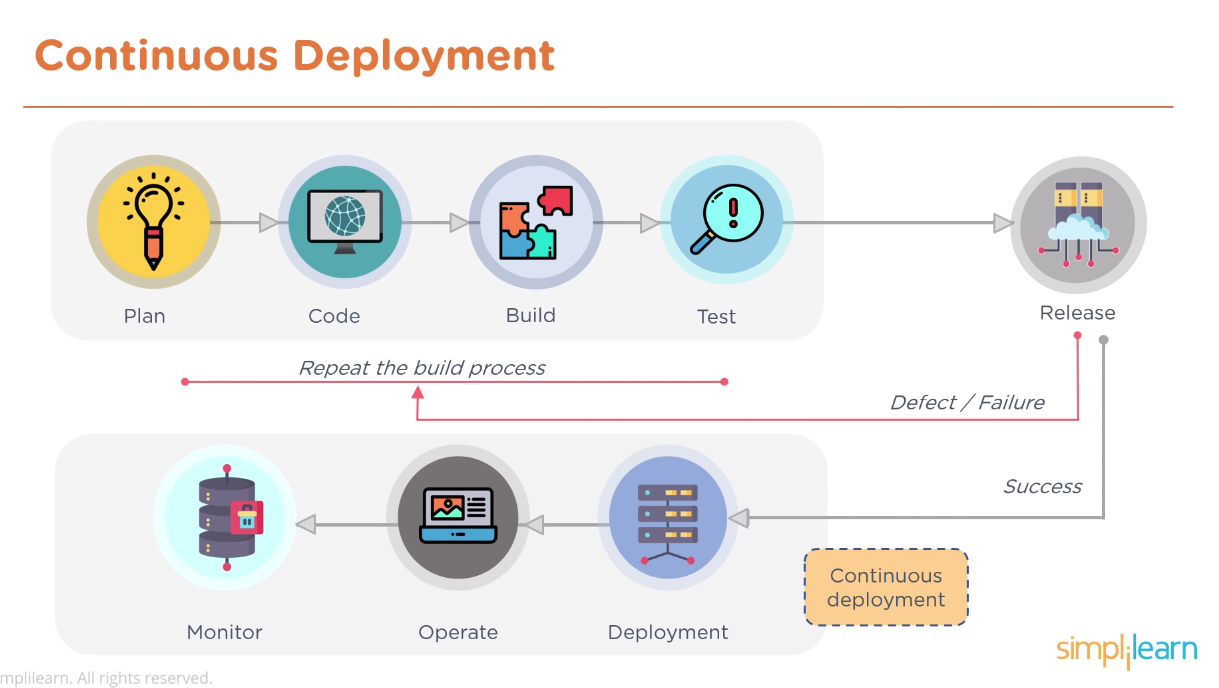 Continuous Deployment
Plan
Code
Build
Test
Release
Repeat the build process
Defect / Failure
Success
Continuous
deployment
Monitor
Operate
Deployment
simplilearn
mplilearn. All rights reserved.